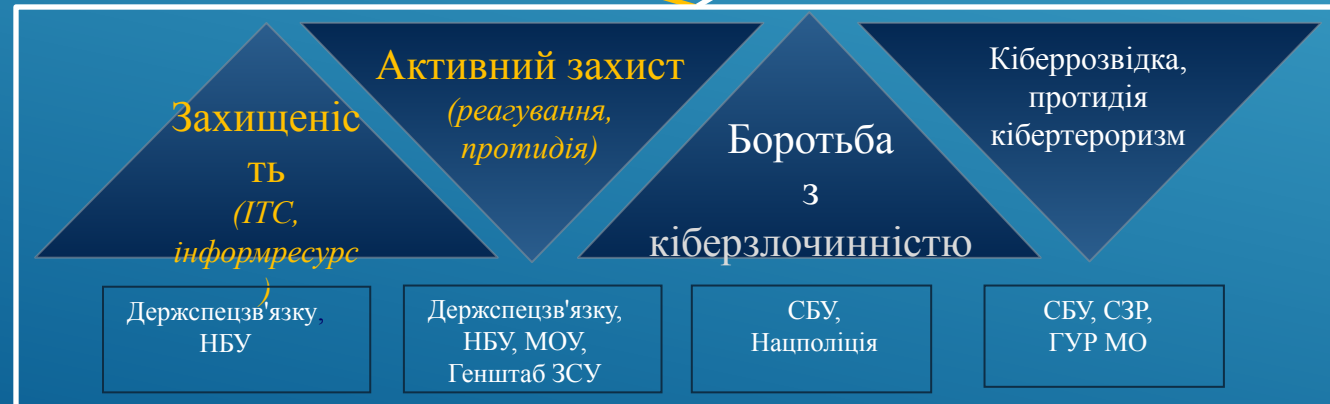 Захищеніс
ть
(ІТС,
інформресурс
)
Активний захист
(реагування,
протидія)
Боротьба
з
кіберзлочинністю
Кіберрозвідка,
протидія
кібертероризм
Держспецзв'язку,
НБУ
Держспецзв'язку,
НБУ, МОУ,
Генштаб ЗСУ
СБУ,
Нацполіція
СБУ, СЗР,
ГУР МО